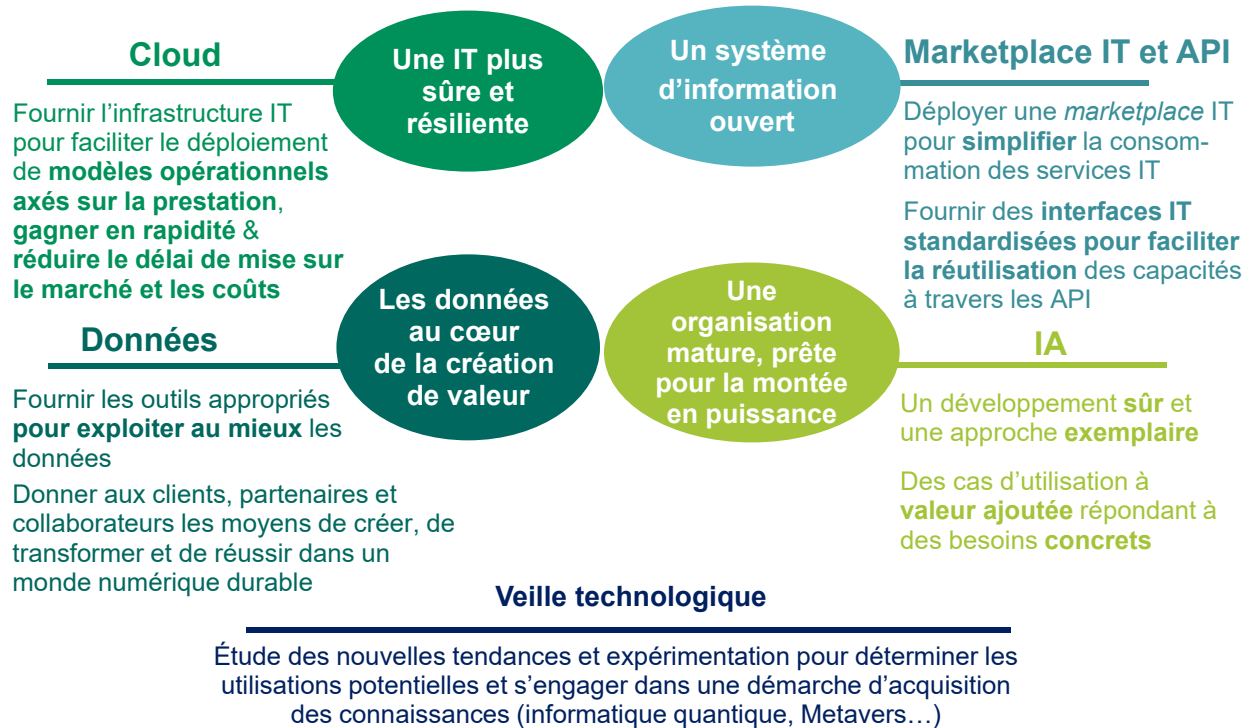 Cloud
Fournir l’infrastructure IT
pour faciliter le déploiement
de modèles opérationnels
axés sur la prestation,
gagner en rapidité &
réduire le délai de mise sur
le marché et les coûts
Une IT plus
sûre et
résiliente
Un système
d’information
ouvert
Marketplace IT et API
Déployer une marketplace IT
pour simplifier la consom-
mation des services IT
Fournir des interfaces IT
standardisées pour faciliter
la réutilisation des capacités
à travers les API
Données
Fournir les outils appropriés
pour exploiter au mieux les
données
Donner aux clients, partenaires et
collaborateurs les moyens de créer, de
transformer et de réussir dans un
monde numérique durable
Les données
au cœur
de la création
de valeur
Une
organisation
mature, prête
pour la montée
en puissance
IA
Un développement sûr et
une approche exemplaire
Des cas d’utilisation à
valeur ajoutée répondant à
des besoins concrets
Veille technologique
Étude des nouvelles tendances et expérimentation pour déterminer les
utilisations potentielles et s’engager dans une démarche d’acquisition
des connaissances (informatique quantique, Metavers…)